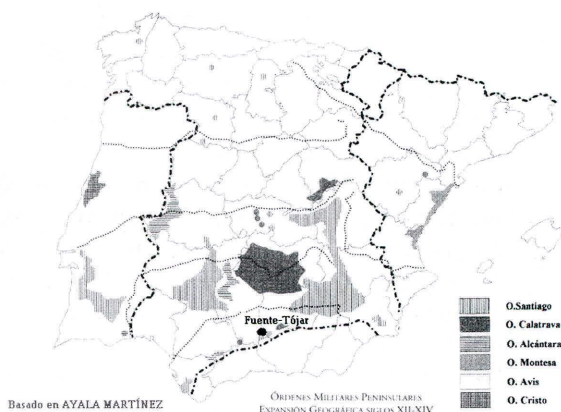 Fuente-Tójar
O.Santiago
O. Calatrava
O. Alcántara
O. Montesa
O. Avis
O. Cristo
Basado en AYALA MARTÍNEZ
ÓRDENES MILITARES PENINSULARES
EXPANSIÓN GEOGRÁFICA SIGLOS XII-XIV